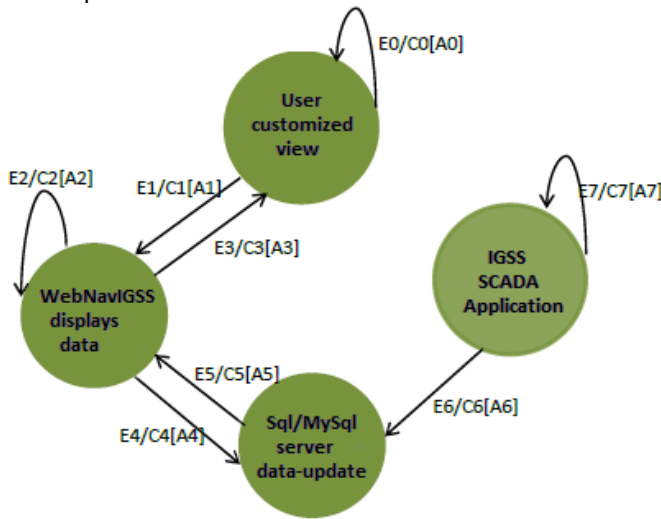 E0/C0[A0]
User
customized
view
E1/C1[A1]
E2/C2[A2]
E3/C3[A3]
E7/C7[A7]
IGSS
SCADA
Application
WebNavIGSS
displays
data
E5/C5[A5]
E4/C4[A4]
E6/C6[A6]
Sql/MySql
server
data-update